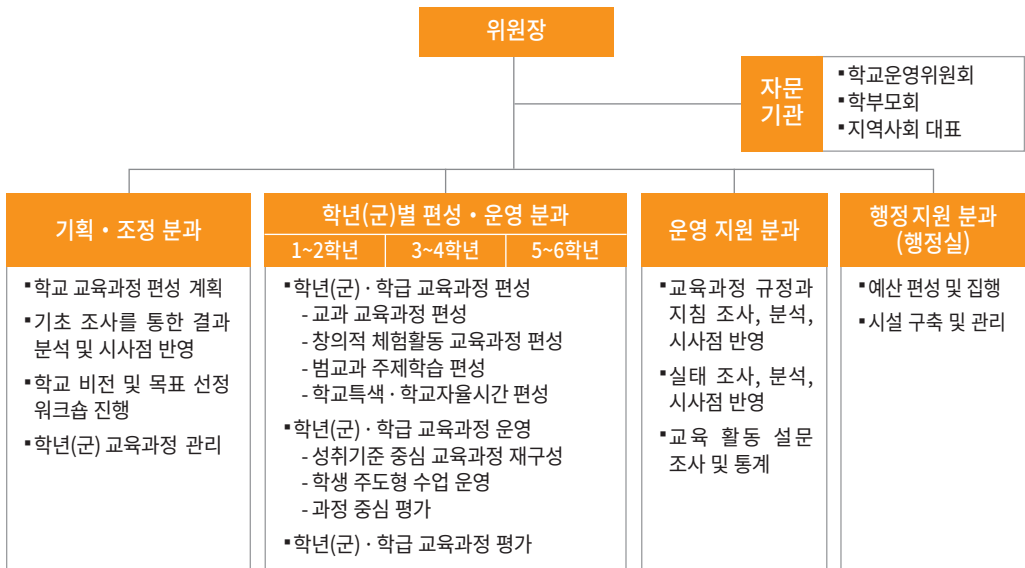 위원장
자문
기관
▪학교운영위원회
▪학부모회
▪지역사회 대표
기획・조정 분과
▪학교 교육과정 편성 계획
▪기초 조사를 통한 결과
분석 및 시사점 반영
▪학교 비전 및 목표 선정
워크숍 진행
▪학년(군) 교육과정 관리
학년(군)별 편성・운영 분과
1~2학년 3~4학년 5~6학년
▪학년(군)·학급 교육과정 편성
- 교과 교육과정 편성
- 창의적 체험활동 교육과정 편성
- 범교과 주제학습 편성
- 학교특색·학교자율시간 편성
▪학년(군)·학급 교육과정 운영
- 성취기준 중심 교육과정 재구성
- 학생 주도형 수업 운영
- 과정 중심 평가
▪학년(군)·학급 교육과정 평가
운영 지원 분과
▪교육과정 규정과
지침 조사, 분석,
시사점 반영
▪실태 조사, 분석,
시사점 반영
▪교육 활동 설문
조사 및 통계
행정지원 분과
(행정실)
▪예산 편성 및 집행
▪시설 구축 및 관리